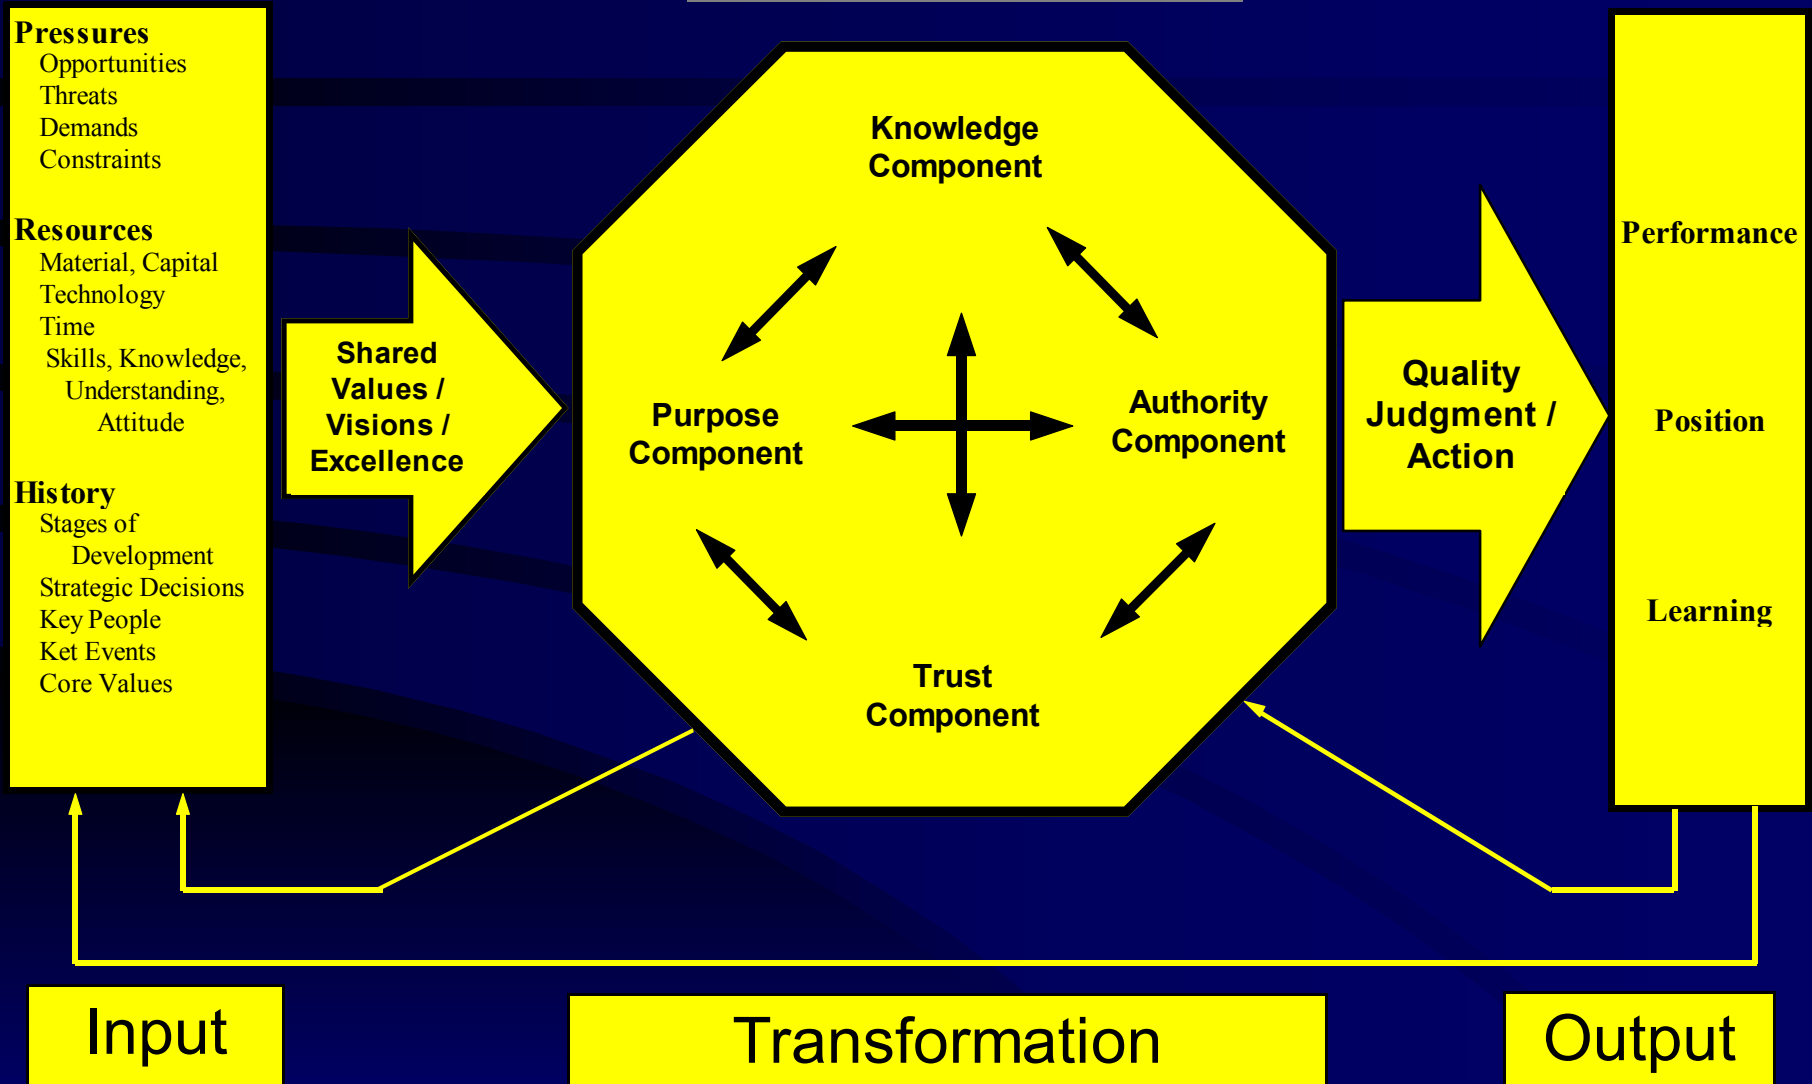 Pressures
Opportunities
Threats
Demands
Constraints
Resources
Material, Capital
Technology
Time
Skills, Knowledge,
Understanding,
Attitude
History
Stages of
Development
Strategic Decisions
Key People
Ket Events
Core Values
Shared
Values /
Visions /
Excellence
Knowledge
Component
Purpose
Component
Authority
Component
Trust
Component
Quality
Judgment /
Action
Performance
Position
Learning
Input
Transformation
Output